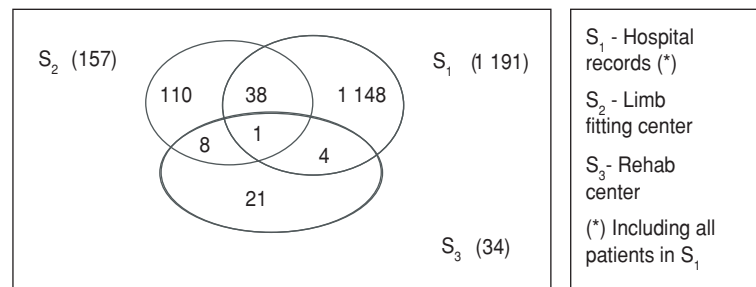 S2 (157)
S1 (1 191)
110
38
1 148
8
1
4
21
S3 (34)
S1 - Hospital
records (*)
S2 - Limb
fitting center
S3- Rehab
center
(*) Including all
patients in S1